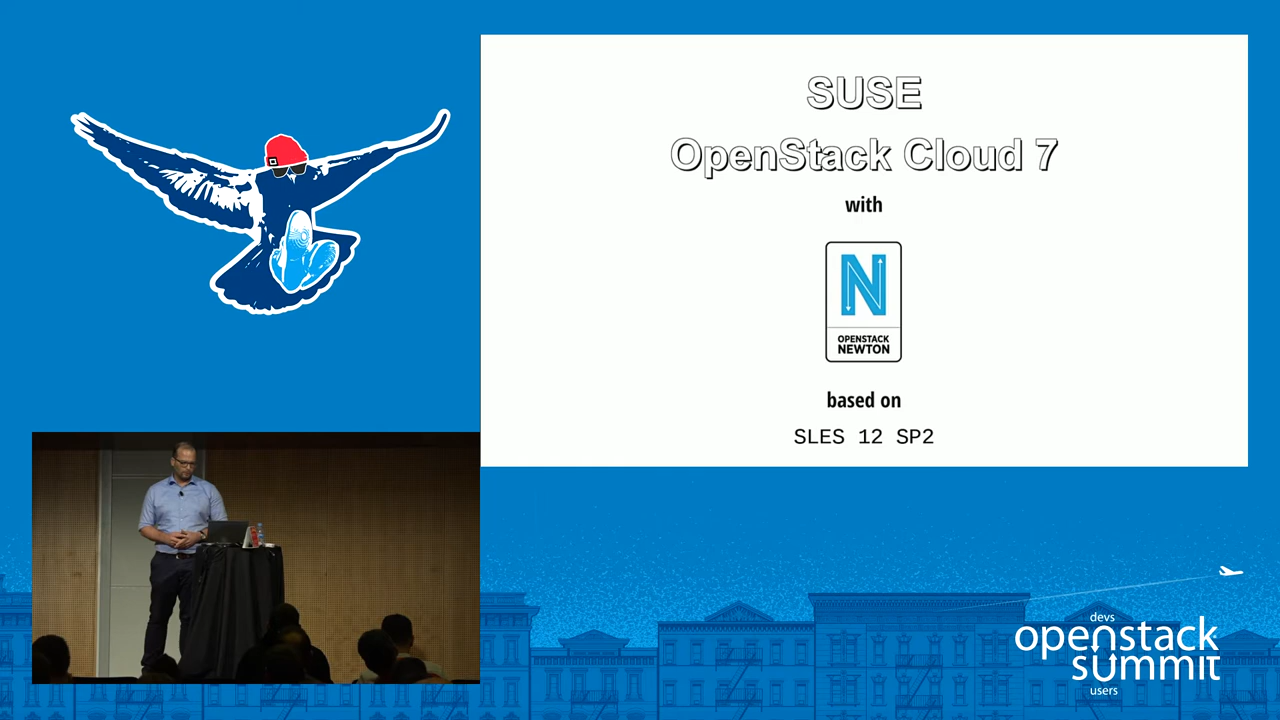 SUSE
OpenStack Cloud 7
with
N
OPENSTACK
NEWTON
based on
SLES 12 SP2
devs
openstack
summit
users